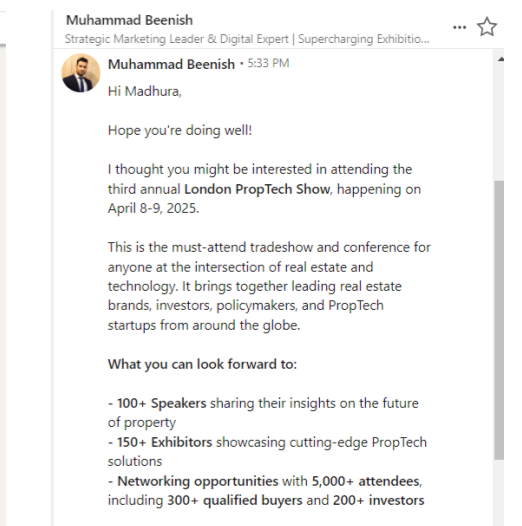 Muhammad Beenish
Strategic Marketing Leader & Digital Expert | Supercharging Exhibitio...
Muhammad Beenish • 5:33 PM
Hi Madhura,
Hope you're doing well!
I thought you might be interested in attending the
third annual London PropTech Show, happening on
April 8-9, 2025.
This is the must-attend tradeshow and conference for
anyone at the intersection of real estate and
technology. It brings together leading real estate
brands, investors, policymakers, and PropTech
startups from around the globe.
What you can look forward to:
- 100+ Speakers sharing their insights on the future
of property
- 150+ Exhibitors showcasing cutting-edge PropTech
solutions
- Networking opportunities with 5,000+ attendees,
including 300+ qualified buyers and 200+ investors